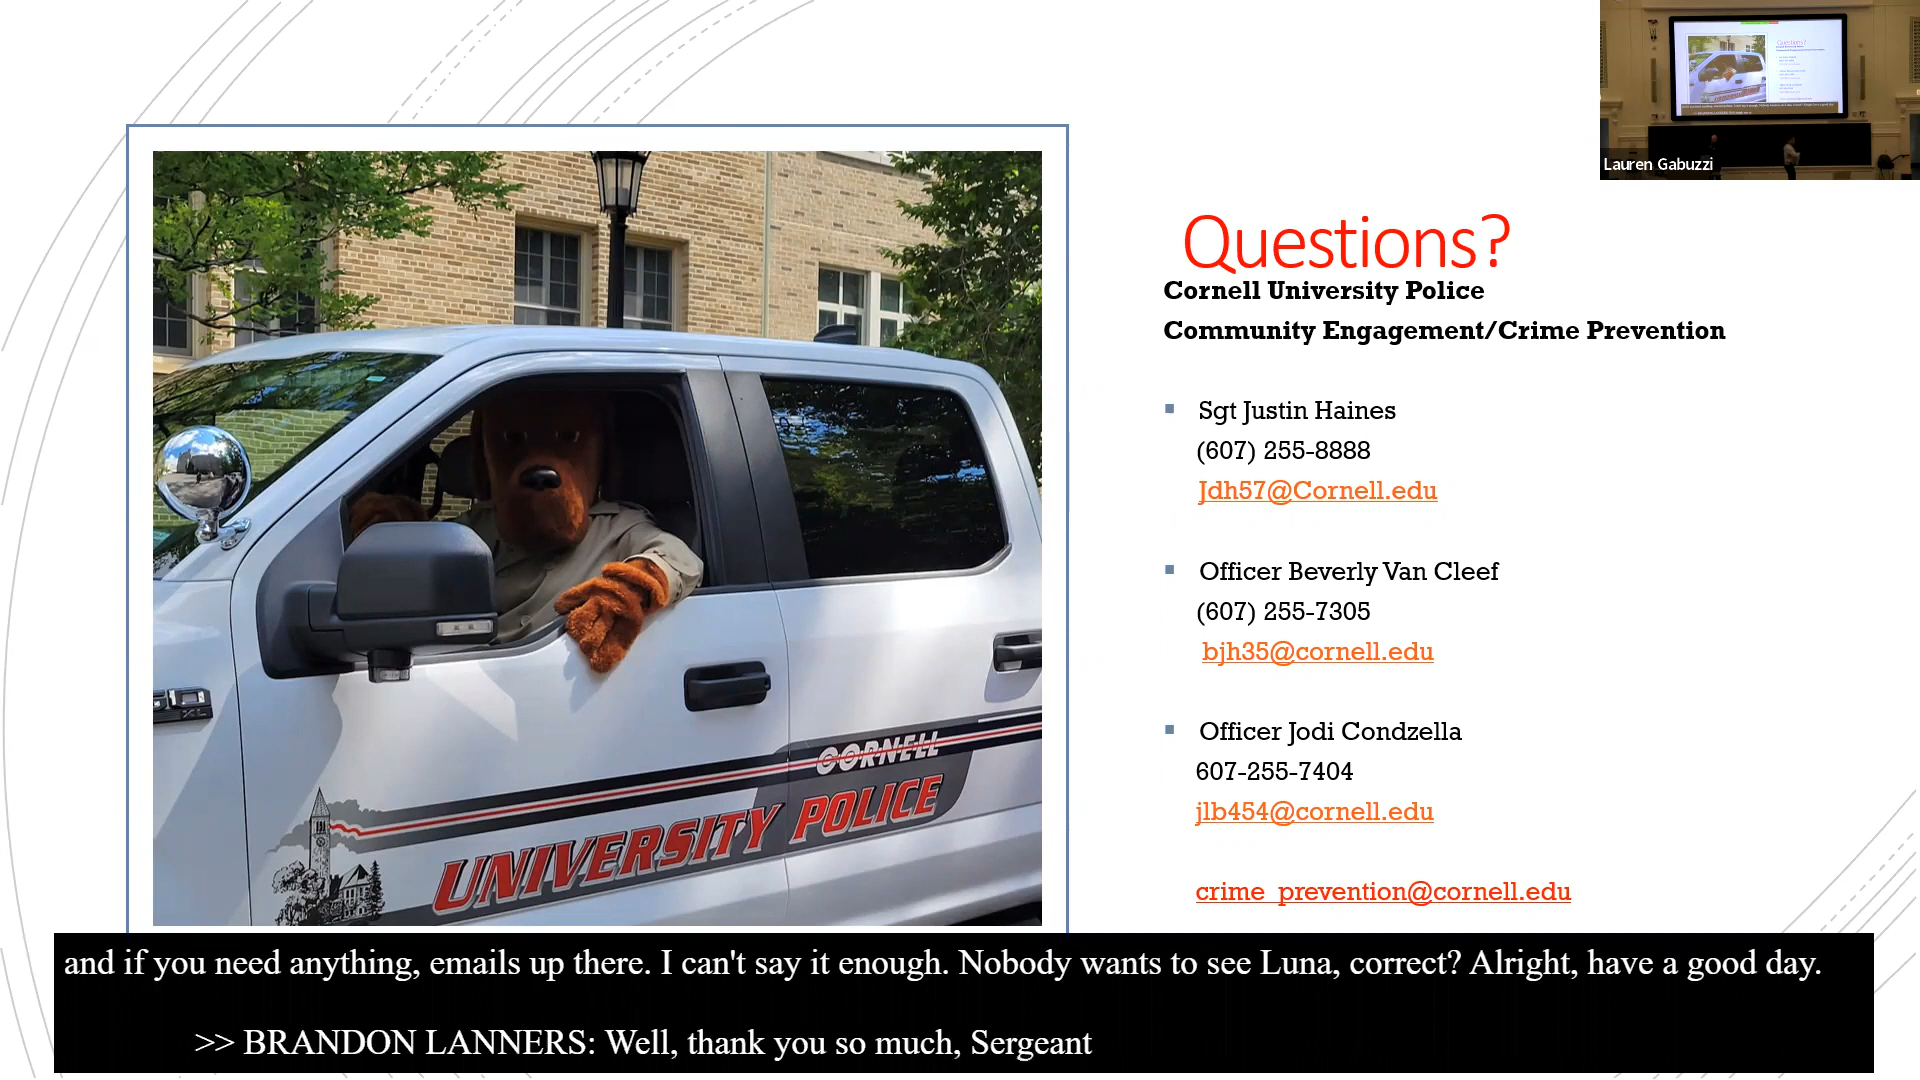 Lauren Gabuzzi
Questions?
Cornell University Police
Community Engagement/Crime Prevention
Sgt Justin Haines
(607) 255-8888
Jdh57@Cornell.edu
Officer Beverly Van Cleef
(607) 255-7305
bjh35@cornell.edu
Officer Jodi Condzella
607-255-7404
jlb454@cornell.edu
crime_prevention@cornell.edu
XL
CORNELL
UNIVERSITY POLICE
and if you need anything, emails up there. I can't say it enough. Nobody wants to see Luna, correct? Alright, have a good day.
>> BRANDON LANNERS: Well, thank you so much, Sergeant